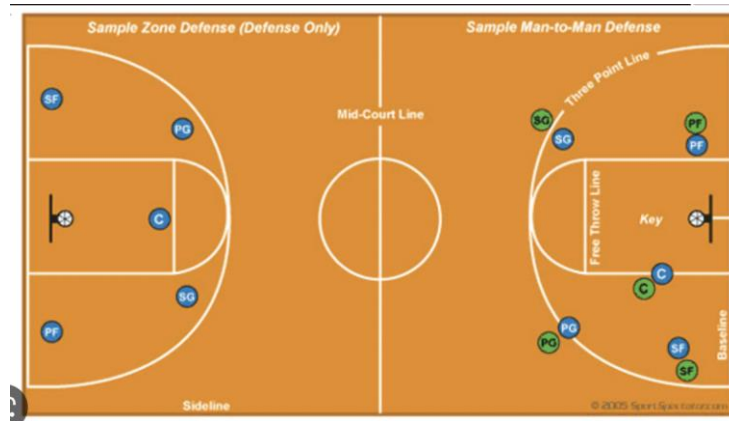 Sample Zone Defense (Defense Only)
Sample Man-to-Man Defense
Three Point Line
SF
PG
Mid-Court Line
SG
SG
PF
PF
C
Free Throw Line
Key
C
C
SG
PF
PG
PG
SF
SF
Baseline
Sideline
© 2005 SportSpectator.com